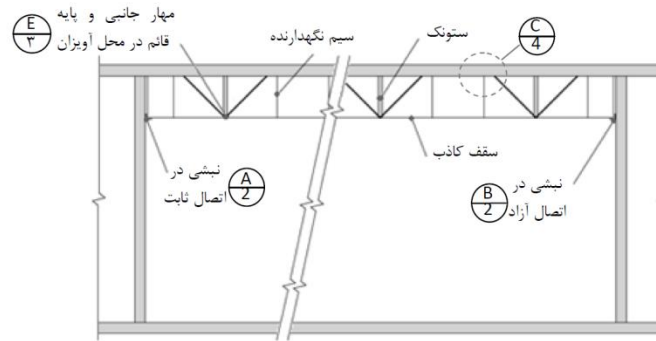 مهار جانبی و پایه
قائم در محل آویزان
E
۳
سیم نگهدارنده
ستونک
C
4
سقف کاذب
نبشی در
اتصال ثابت
A
2
نبشی در
اتصال آزاد
B
2